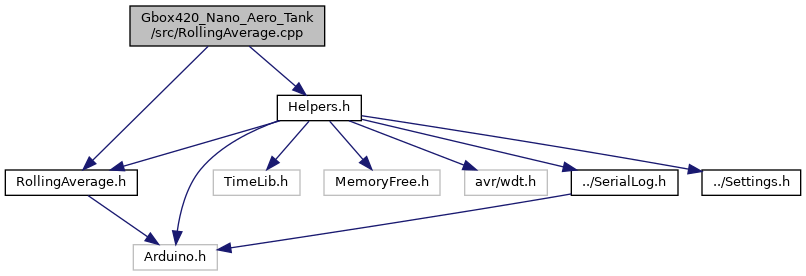 Gbox420_Nano_Aero_Tank
/src/RollingAverage.cpp
Helpers.h
RollingAverage.h
TimeLib.h
MemoryFree.h
avr/wdt.h
../SerialLog.h
../Settings.h
Arduino.h